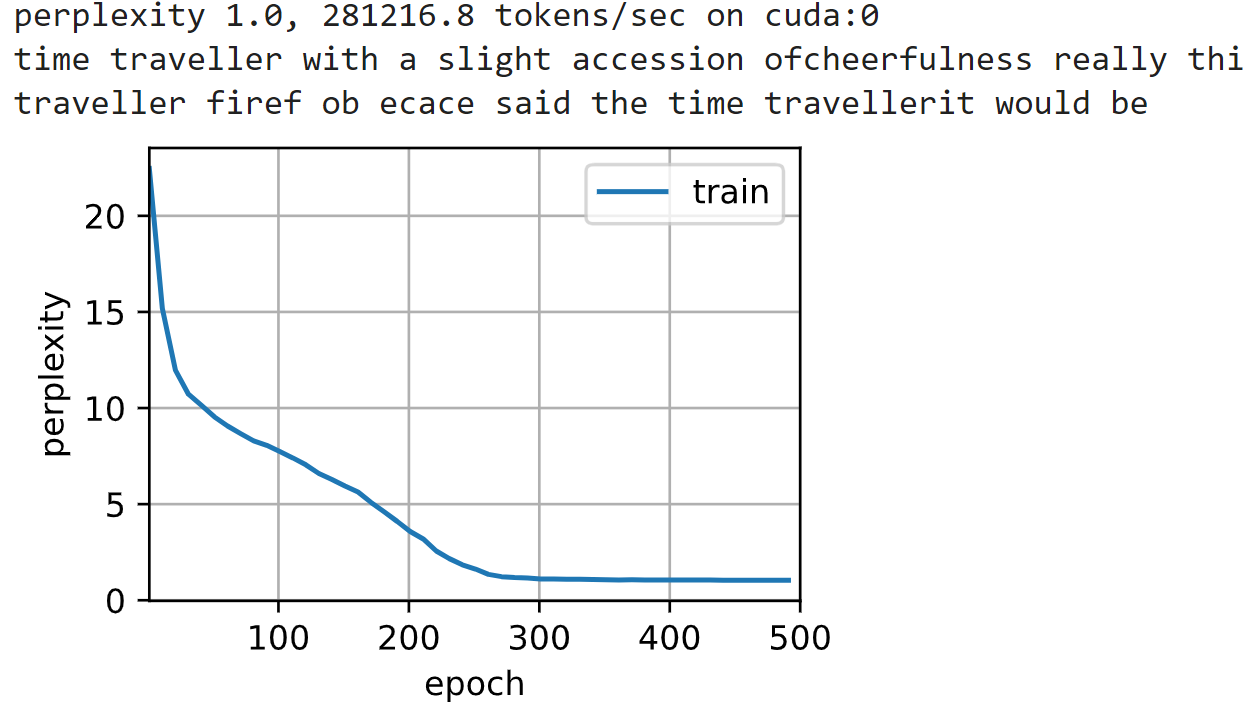 perplexity 1.0, 281216.8 tokens/sec on cuda:0
time traveller with a slight accession ofcheerfulness really thi
traveller firef ob ecace said the time travellerit would be
train
20
15
10
5
0
perplexity
100 200 300 400 500
epoch